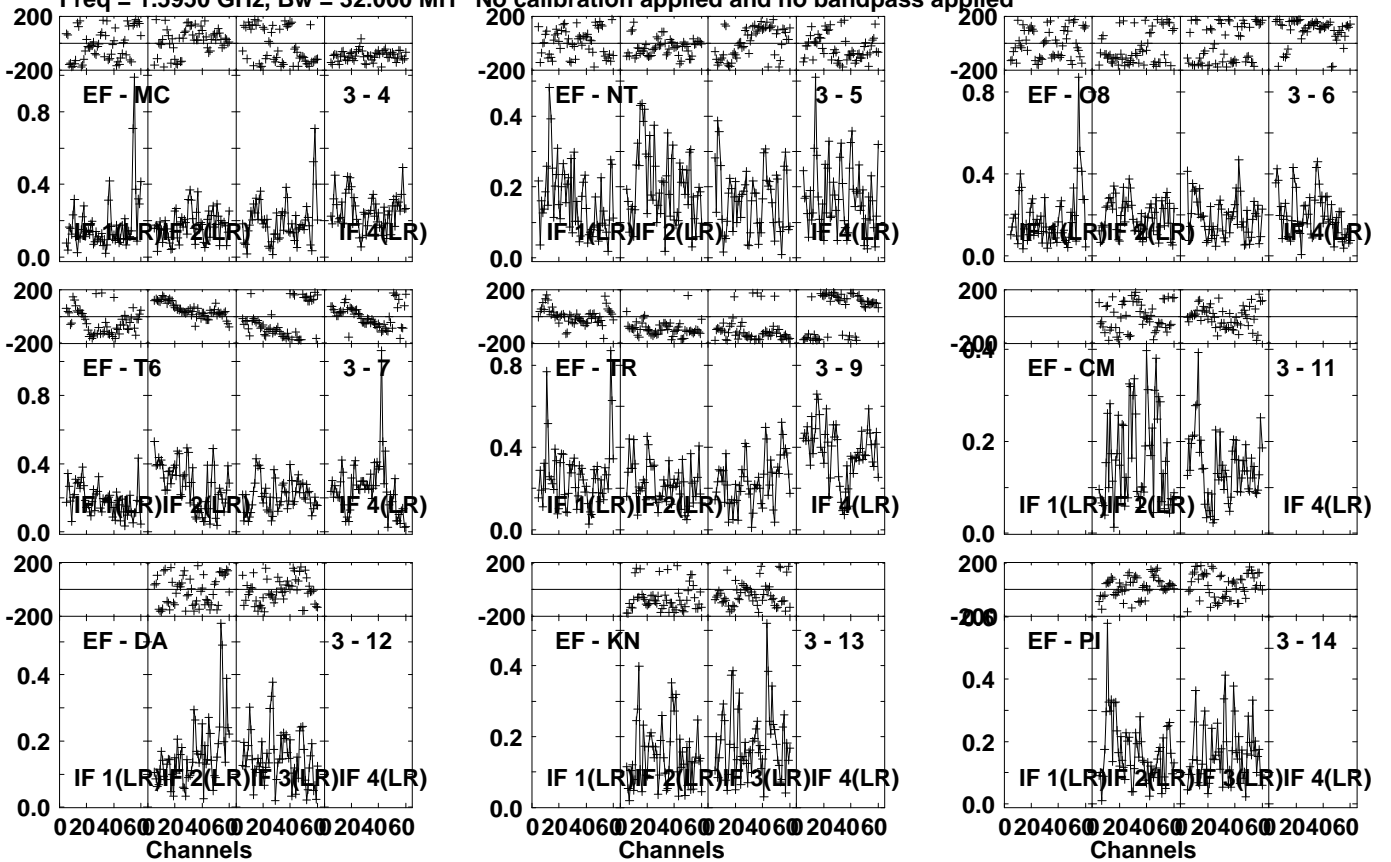 Freq = 1.5950 GHz, Bw = 32.000 MH No calibration applied and no bandpass applied
200
-200
EF - MC 3 - 4
0.8
0.4
0.0
IF 1(LR) IF 2(LR) IF 4(LR)
EF - NT 3 - 5
0.4
0.2
0.0
IF 1(LR) IF 2(LR) IF 4(LR)
EF - O8 3 - 6
0.8
0.4
0.0
IF 1(LR) IF 2(LR) IF 4(LR)
200
-200
EF - T6 3 - 7
0.8
0.4
0.0
IF 1(LR) IF 2(LR) IF 4(LR)
200
-200
EF - TR 3 - 9
0.8
0.4
0.0
IF 1(LR) IF 2(LR) IF 4(LR)
200
-200
EF - CM 3 - 11
0.4
0.2
0.0
IF 1(LR) IF 2(LR) IF 4(LR)
200
-200
EF - DA 3 - 12
0.4
0.2
0.0
IF 1(LR) IF 2(LR) IF 3(LR) IF 4(LR)
0 20 40 60 0 20 40 60 0 20 40 60 0 20 40 60
Channels
200
-200
EF - KN 3 - 13
0.4
0.2
0.0
IF 1(LR) IF 2(LR) IF 3(LR) IF 4(LR)
0 20 40 60 0 20 40 60 0 20 40 60 0 20 40 60
Channels
200
-200
0.6
EF - PI 3 - 14
0.4
0.2
0.0
IF 1(LR) IF 2(LR) IF 3(LR) IF 4(LR)
0 20 40 60 0 20 40 60 0 20 40 60 0 20 40 60
Channels